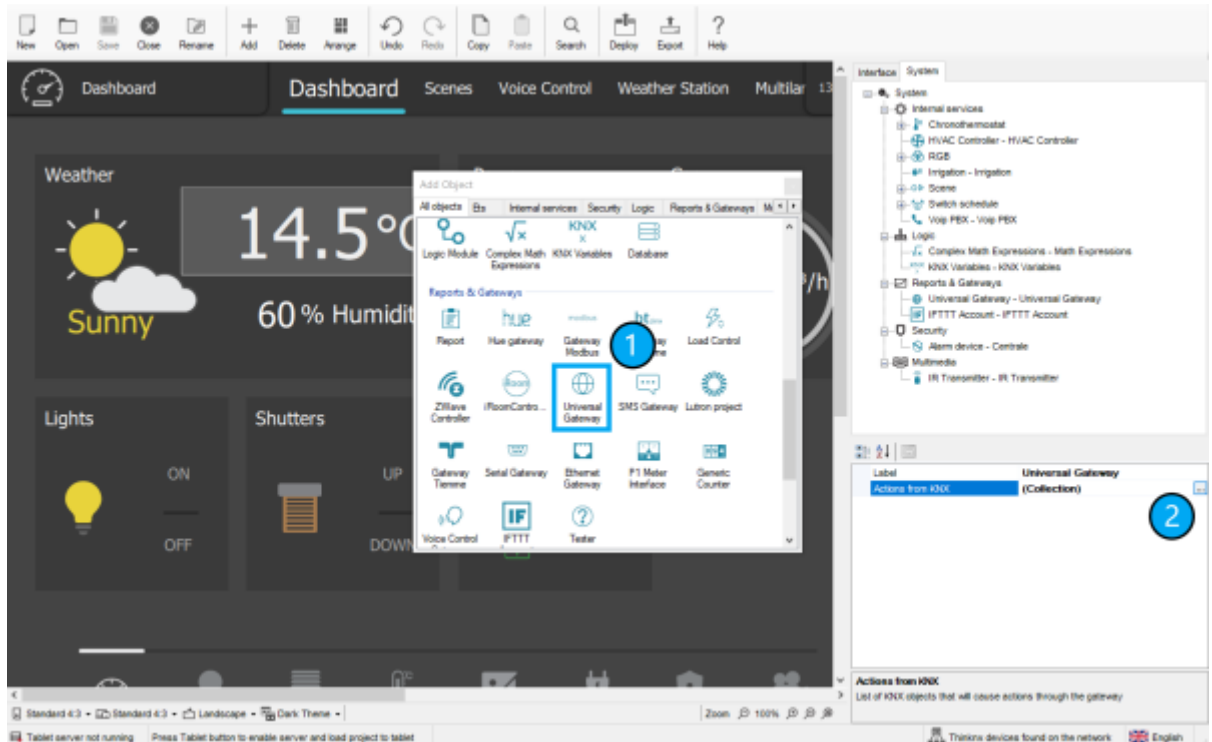 New Open Save Close Rename Add Delete Arrange Undo Redo Copy Paste Search Deploy Export Help
Dashboard
Dashboard Scenes Voice Control Weather Station Multilar 13
Weather
14.5°C
Sunny
60 % Humidit
/h
Lights
ON
OFF
Shutters
UP
DOWN
Add Object
All objects Ets Internal services Security Logic Reports & Gateways M
KNX
Logic Module Complex Math Expressions KNX Variables Database
Reports & Gateways
hue
Report Hue gateway Gateway Modbus Load Control
1
ZWave Controller iRoomContro... Universal Gateway SMS Gateway Lutron project
Gateway Tiemme Serial Gateway Ethernet Gateway P1 Meter Interface Generic Counter
IF
Voice Control IFTTT Tester
Interface System
System
Internal services
Chronothermostat
HVAC Controller - HVAC Controller
RGB
Irrigation - Irrigation
Scene
Switch schedule
Voip PBX - Voip PBX
Logic
Complex Math Expressions - Math Expressions
KNX Variables - KNX Variables
Reports & Gateways
Universal Gateway - Universal Gateway
IFTTT Account - IFTTT Account
Security
Alarm device - Centrale
Multimedia
IR Transmitter - IR Transmitter
Label Universal Gateway
Actions from KNX (Collection) ...
2
Actions from KNX
List of KNX objects that will cause actions through the gateway
Standard 4:3 Standard 4:3 Landscape Dark Theme Zoom 100%
Tablet server not running Press Tablet button to enable server and load project to tablet Thinknx devices found on the network English